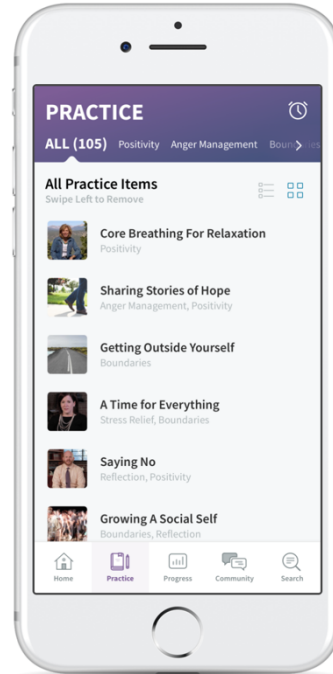 PRACTICE
ALL (105) Positivity Anger Management
All Practice Items
Swipe Left to Remove
Core Breathing For Relaxation
Positivity
Sharing Stories of Hope
Anger Management, Positivity
Getting Outside Yourself
Boundaries
A Time for Everything
Stress Relief, Boundaries
Saying No
Reflection, Positivity
Growing A Social Self
Boundaries, Reflection
Home Practice Progress Community Search